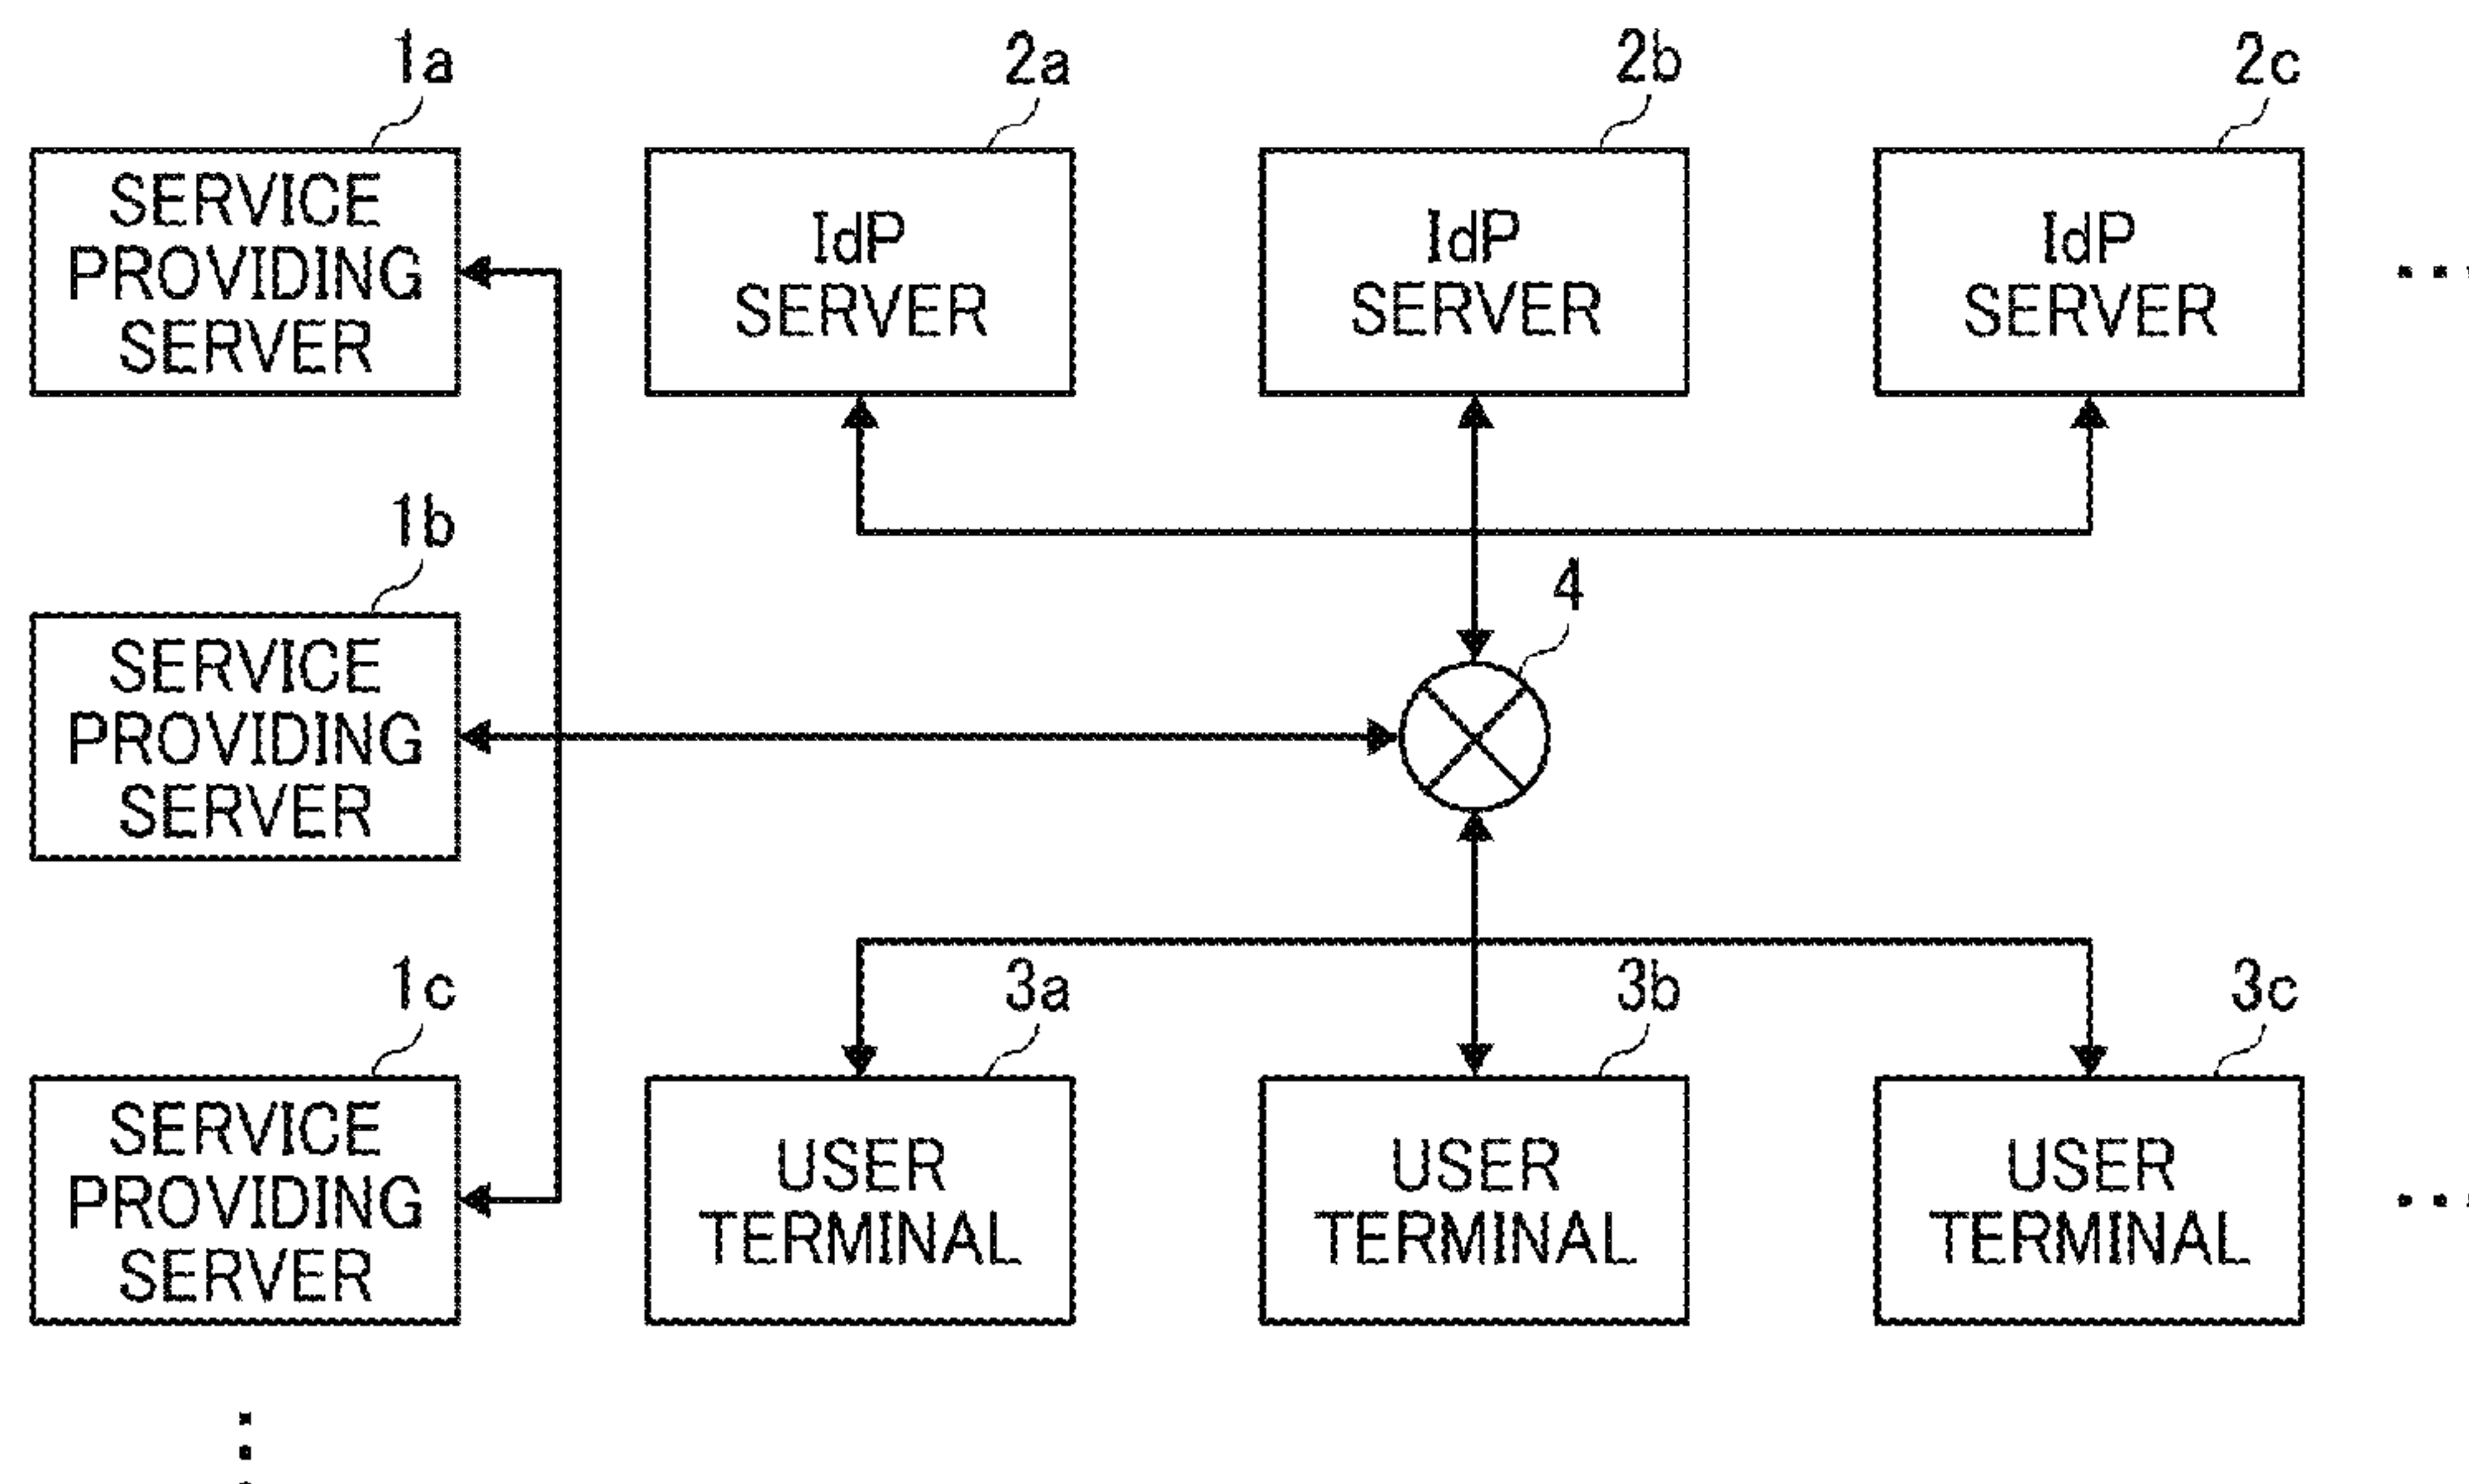 1a
2a
2b
2c
SERVICE
PROVIDING
SERVER
IdP
SERVER
IdP
SERVER
IdP
SERVER
1b
4
SERVICE
PROVIDING
SERVER
1c
3a
3b
3c
SERVICE
PROVIDING
SERVER
USER
TERMINAL
USER
TERMINAL
USER
TERMINAL